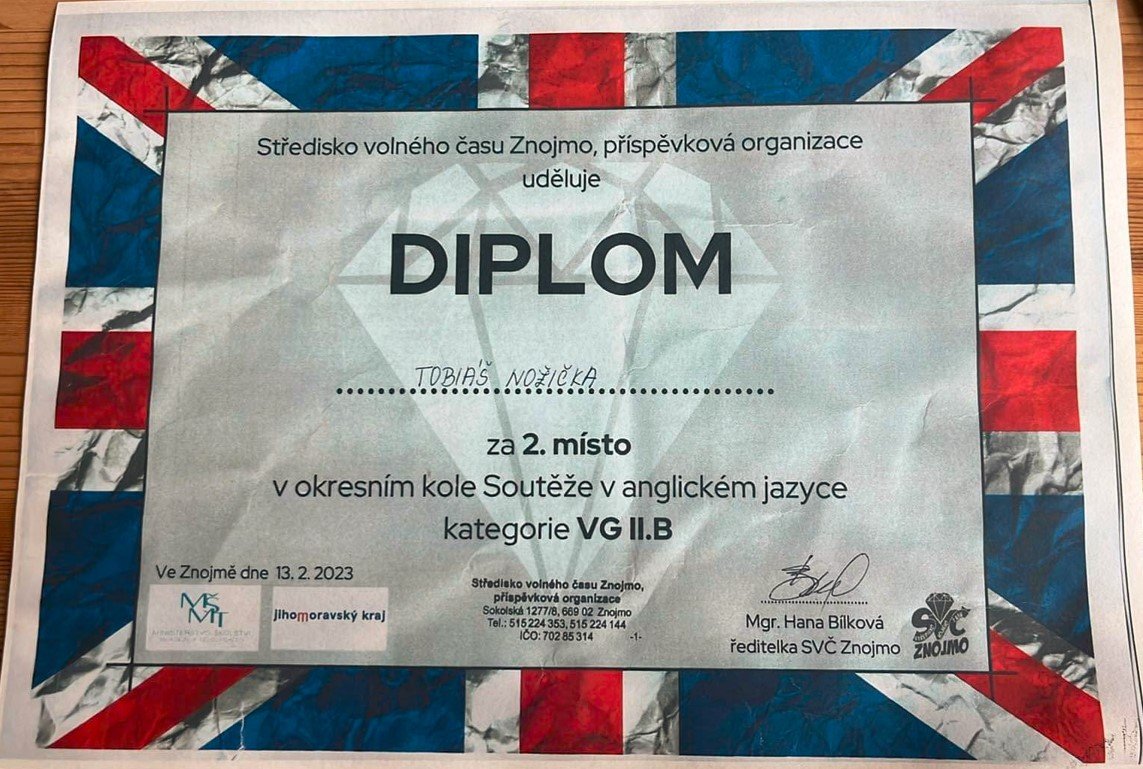 Středisko volného času Znojmo, příspěvková organizace
uděluje
DIPLOM
TOBIÁŠ NOŽIČKA
za 2. místo
v okresním kole Soutěže v anglickém jazyce
kategorie VG II.B
Ve Znojmě dne 13. 2. 2023
MŠMT
MINISTERSTVO ŠKOLSTVÍ
jihomoravský kraj
Středisko volného času Znojmo,
příspěvková organizace
Sokolská 1277/8, 669 02 Znojmo
Tel.: 515 224 353, 515 224 144
IČO: 702 85 314 -1-
Mgr. Hana Bílková
ředitelka SVČ Znojmo
SVČ
ZNOJMO